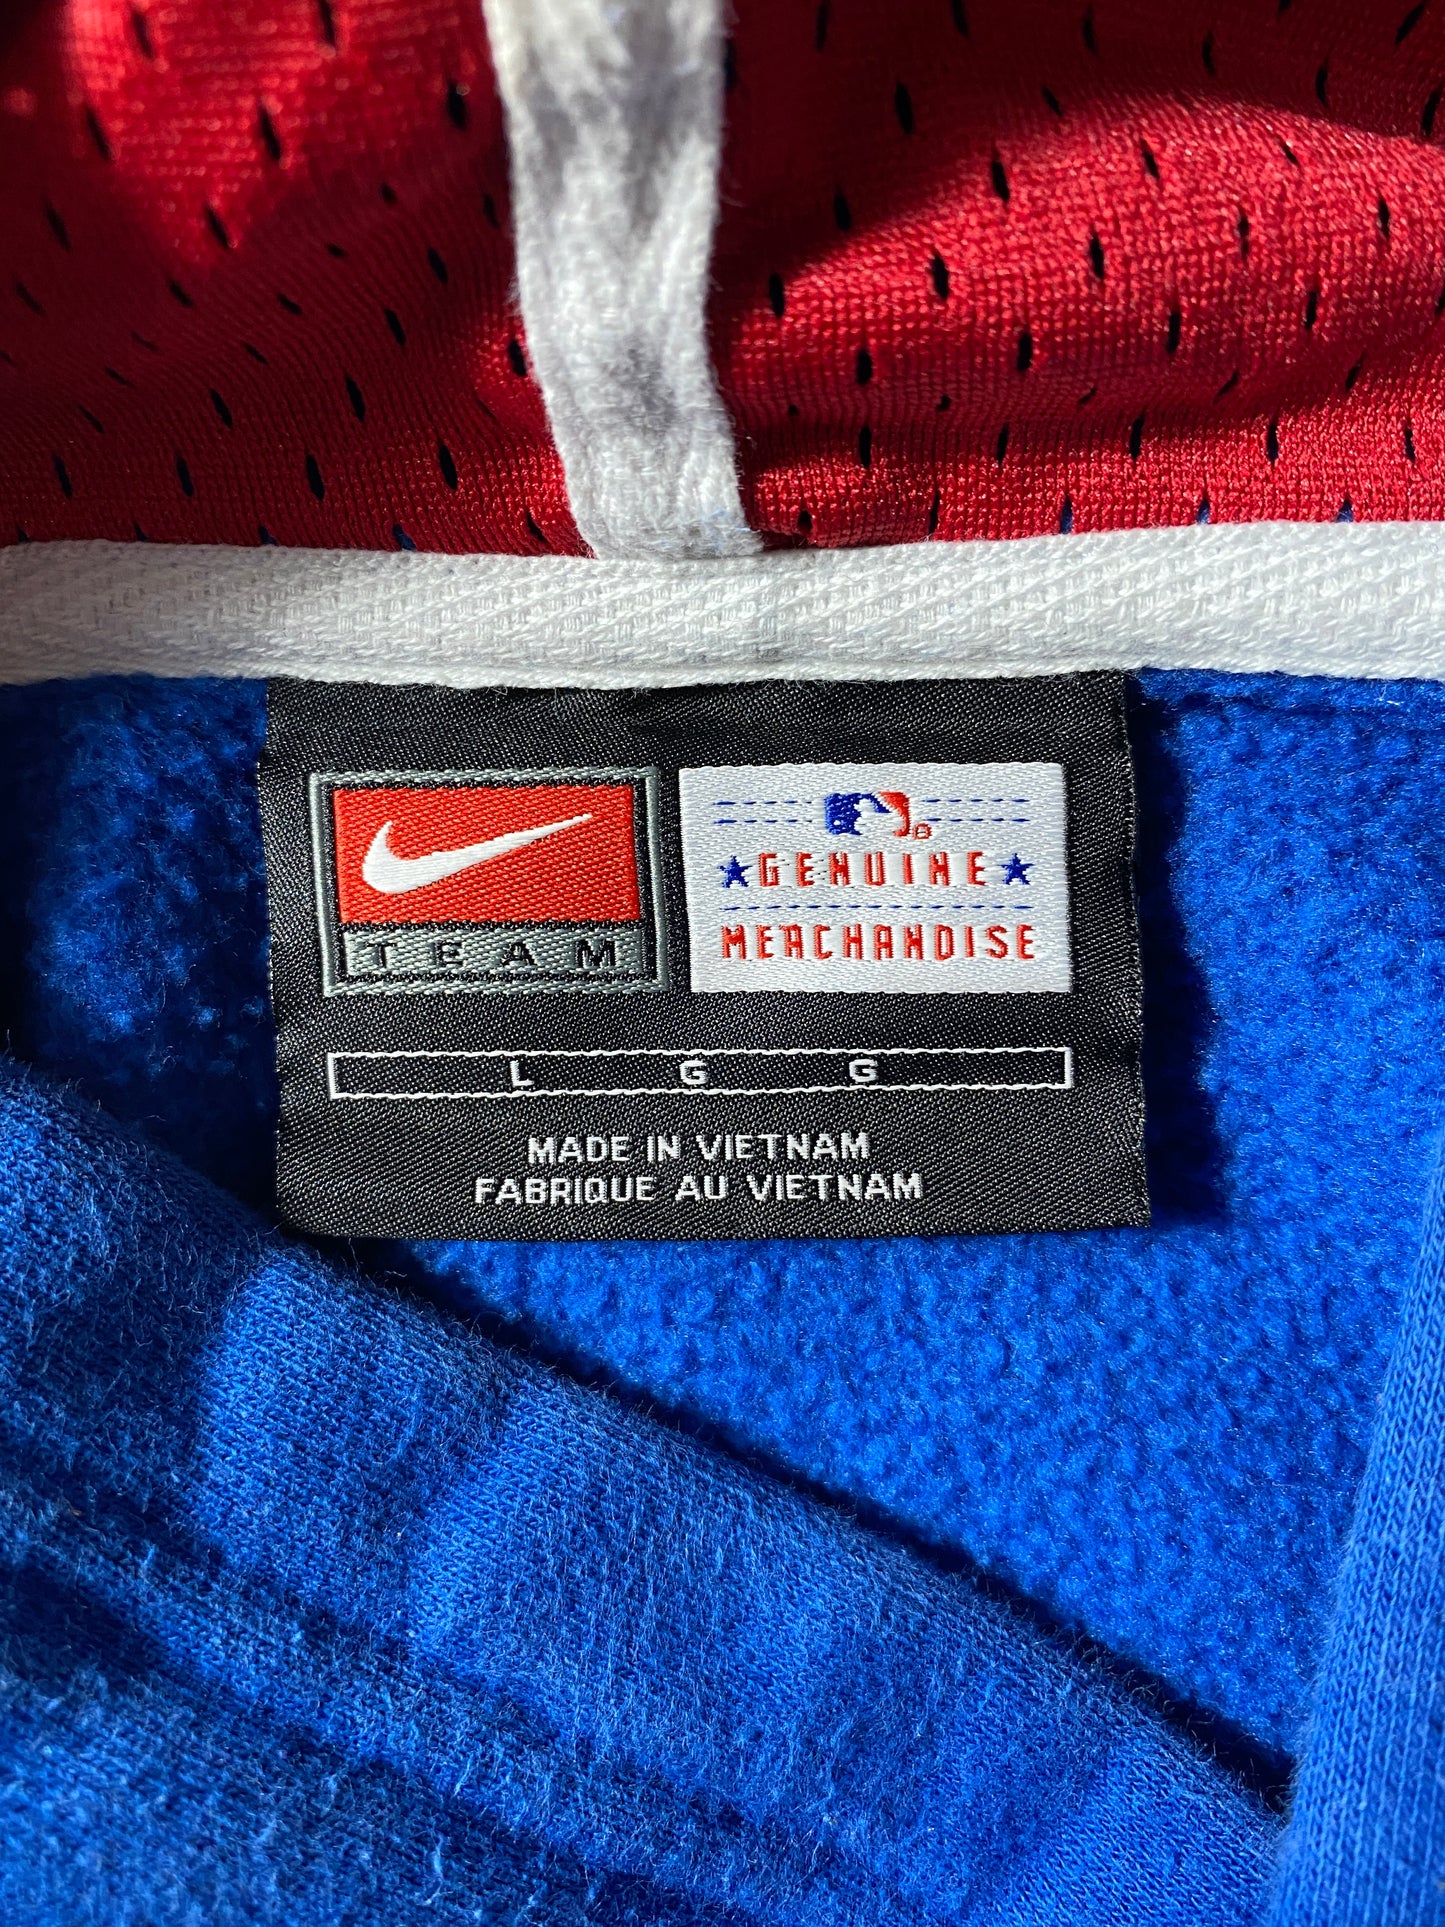 TEAM
®
GENUINE
MERCHANDISE
L G G
MADE IN VIETNAM
FABRIQUE AU VIETNAM